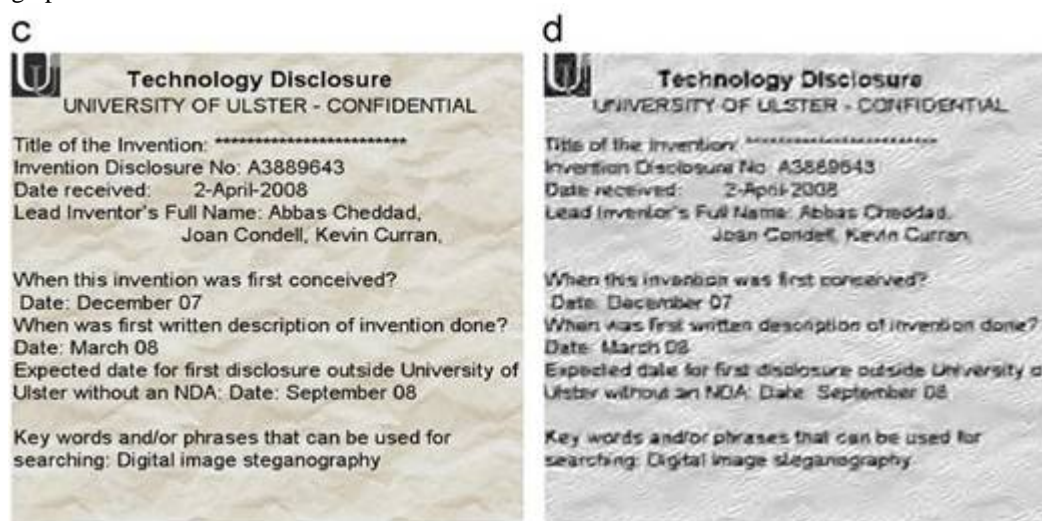 c
Technology Disclosure
UNIVERSITY OF ULSTER - CONFIDENTIAL
Title of the Invention: ************************
Invention Disclosure No: A3889643
Date received: 2-April-2008
Lead Inventor's Full Name: Abbas Cheddad,
Joan Condell, Kevin Curran,
When this invention was first conceived?
Date: December 07
When was first written description of invention done?
Date: March 08
Expected date for first disclosure outside University of
Ulster without an NDA: Date: September 08
Key words and/or phrases that can be used for
searching: Digital image steganography
d
Technology Disclosure
UNIVERSITY OF ULSTER - CONFIDENTIAL
Title of the Invention: ************************
Invention Disclosure No: A3889643
Date received: 2-April-2008
Lead Inventor's Full Name: Abbas Cheddad,
Joan Condell, Kevin Curran,
When this invention was first conceived?
Date: December 07
When was first written description of invention done?
Date: March 08
Expected date for first disclosure outside University
Ulster without an NDA: Date: September 08
Key words and/or phrases that can be used for
searching: Digital image steganography